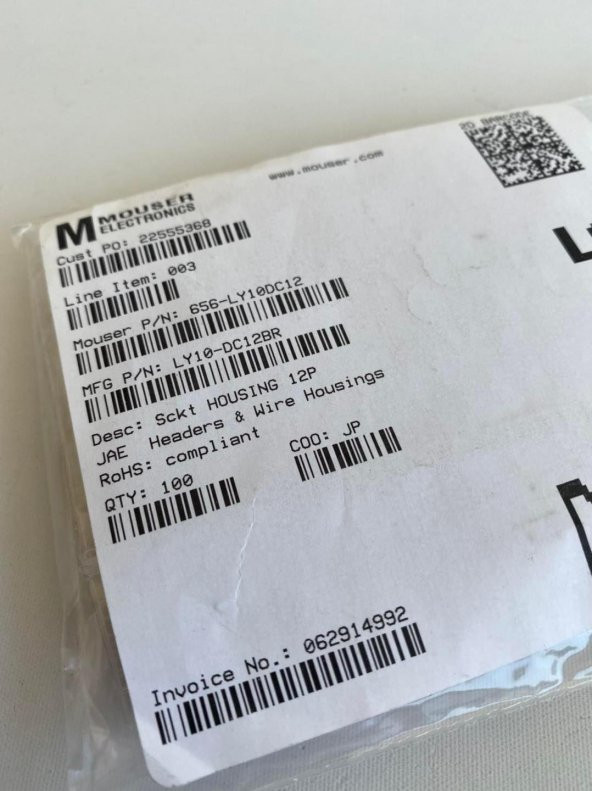 2D BARCODE
www.mouser.com
M MOUSER
ELECTRONICS
Cust PO: 22555368
Line Item: 003
Mouser P/N: 656-LY10DC12
MFG P/N: LY10-DC12BR
Desc: Sckt HOUSING 12P
JAE Headers & Wire Housings
RoHS: compliant
QTY: 100
COO: JP
Invoice No.: 062914992